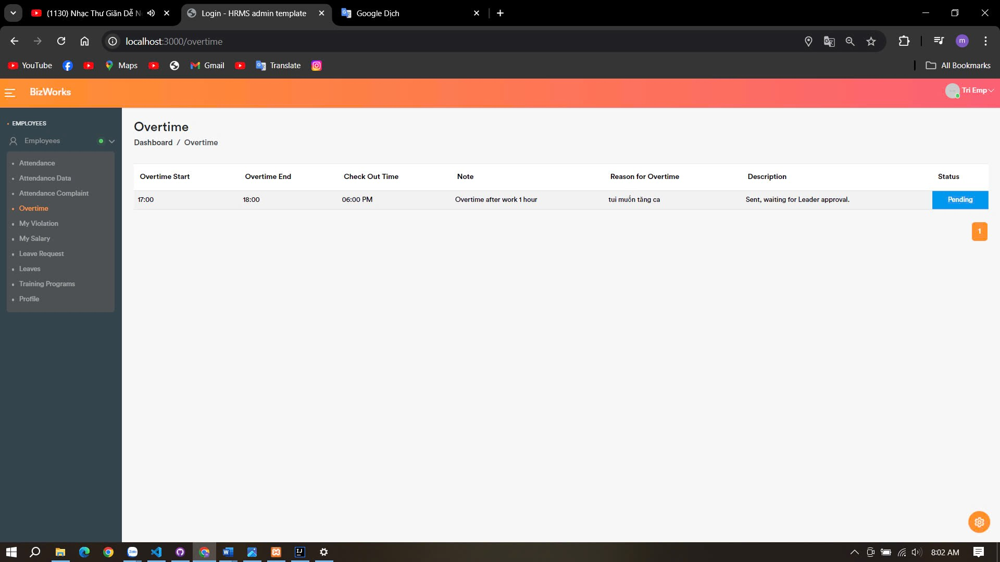 (1130) Nhạc Thư Giãn Dễ N
Login - HRMS admin template
Google Dịch
localhost:3000/overtime
m
YouTube
Maps
Gmail
Translate
All Bookmarks
BizWorks
Tri Emp
EMPLOYEES
Employees
Attendance
Attendance Data
Attendance Complaint
Overtime
My Violation
My Salary
Leave Request
Leaves
Training Programs
Profile
Overtime
Dashboard / Overtime
Overtime Start Overtime End Check Out Time Note Reason for Overtime Description Status
17:00 18:00 06:00 PM Overtime after work 1 hour tui muốn tăng ca Sent, waiting for Leader approval. Pending
1
Zalo
W
IJ
8:02 AM